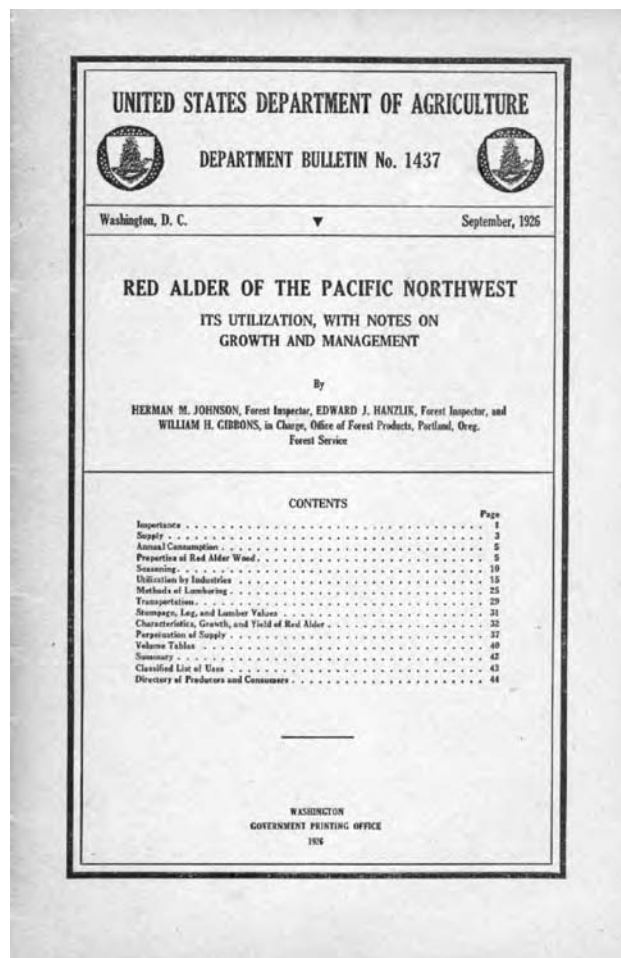 UNITED STATES DEPARTMENT OF AGRICULTURE
DEPARTMENT BULLETIN No. 1437
Washington, D. C. ▼ September, 1926
RED ALDER OF THE PACIFIC NORTHWEST
ITS UTILIZATION, WITH NOTES ON
GROWTH AND MANAGEMENT
By
HERMAN M. JOHNSON, Forest Inspector, EDWARD J. HANZLIK, Forest Inspector, and
WILLIAM H. GIBBONS, in Charge, Office of Forest Products, Portland, Oreg.
Forest Service
CONTENTS
Page
Importance . . . . . . . . . . . . . . . . . . . . 1
Supply . . . . . . . . . . . . . . . . . . . . 3
Annual Consumption . . . . . . . . . . . . . . . . . . . . 5
Properties of Red Alder Wood . . . . . . . . . . . . . . . . . . . . 5
Seasoning . . . . . . . . . . . . . . . . . . . . 10
Utilization by Industries . . . . . . . . . . . . . . . . . . . . 15
Methods of Lumbering . . . . . . . . . . . . . . . . . . . . 25
Transportation . . . . . . . . . . . . . . . . . . . . 29
Stumpage, Log, and Lumber Values . . . . . . . . . . . . . . . . . . . . 31
Characteristics, Growth, and Yield of Red Alder . . . . . . . . . . . . . . . . . . . . 32
Perpetuation of Supply . . . . . . . . . . . . . . . . . . . . 37
Volume Tables . . . . . . . . . . . . . . . . . . . . 40
Summary . . . . . . . . . . . . . . . . . . . . 42
Classified List of Uses . . . . . . . . . . . . . . . . . . . . 43
Directory of Producers and Consumers . . . . . . . . . . . . . . . . . . . . 44
WASHINGTON
GOVERNMENT PRINTING OFFICE
1926